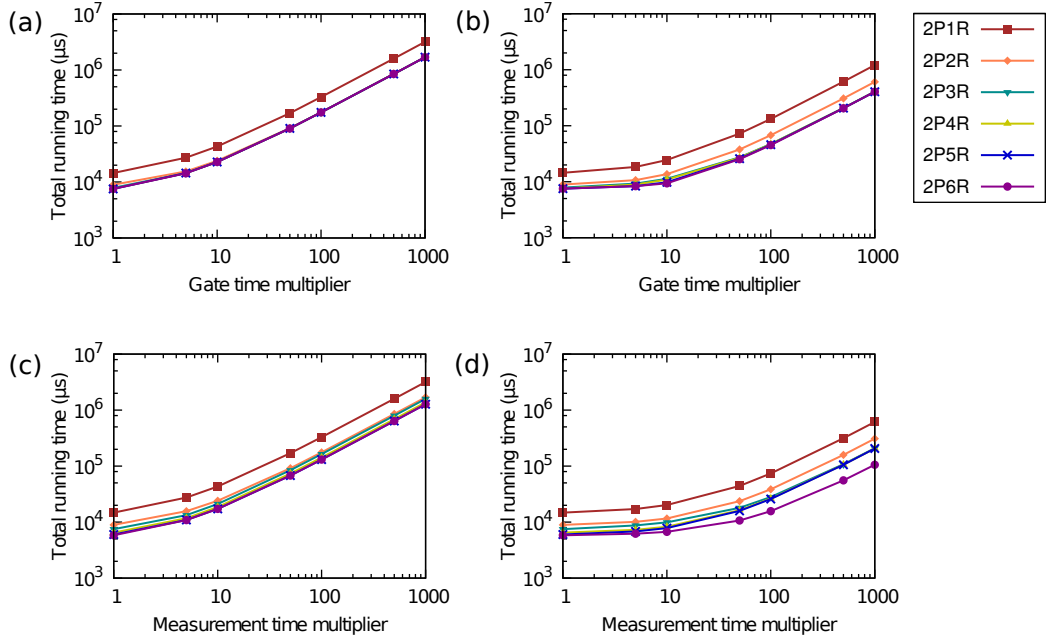 (a)
10^7
10^6
10^5
10^4
10^3
Total running time (μs)
1 10 100 1000
Gate time multiplier
(b)
10^7
10^6
10^5
10^4
10^3
Total running time (μs)
1 10 100 1000
Gate time multiplier
2P1R
2P2R
2P3R
2P4R
2P5R
2P6R
(c)
10^7
10^6
10^5
10^4
10^3
Total running time (μs)
1 10 100 1000
Measurement time multiplier
(d)
10^7
10^6
10^5
10^4
10^3
Total running time (μs)
1 10 100 1000
Measurement time multiplier